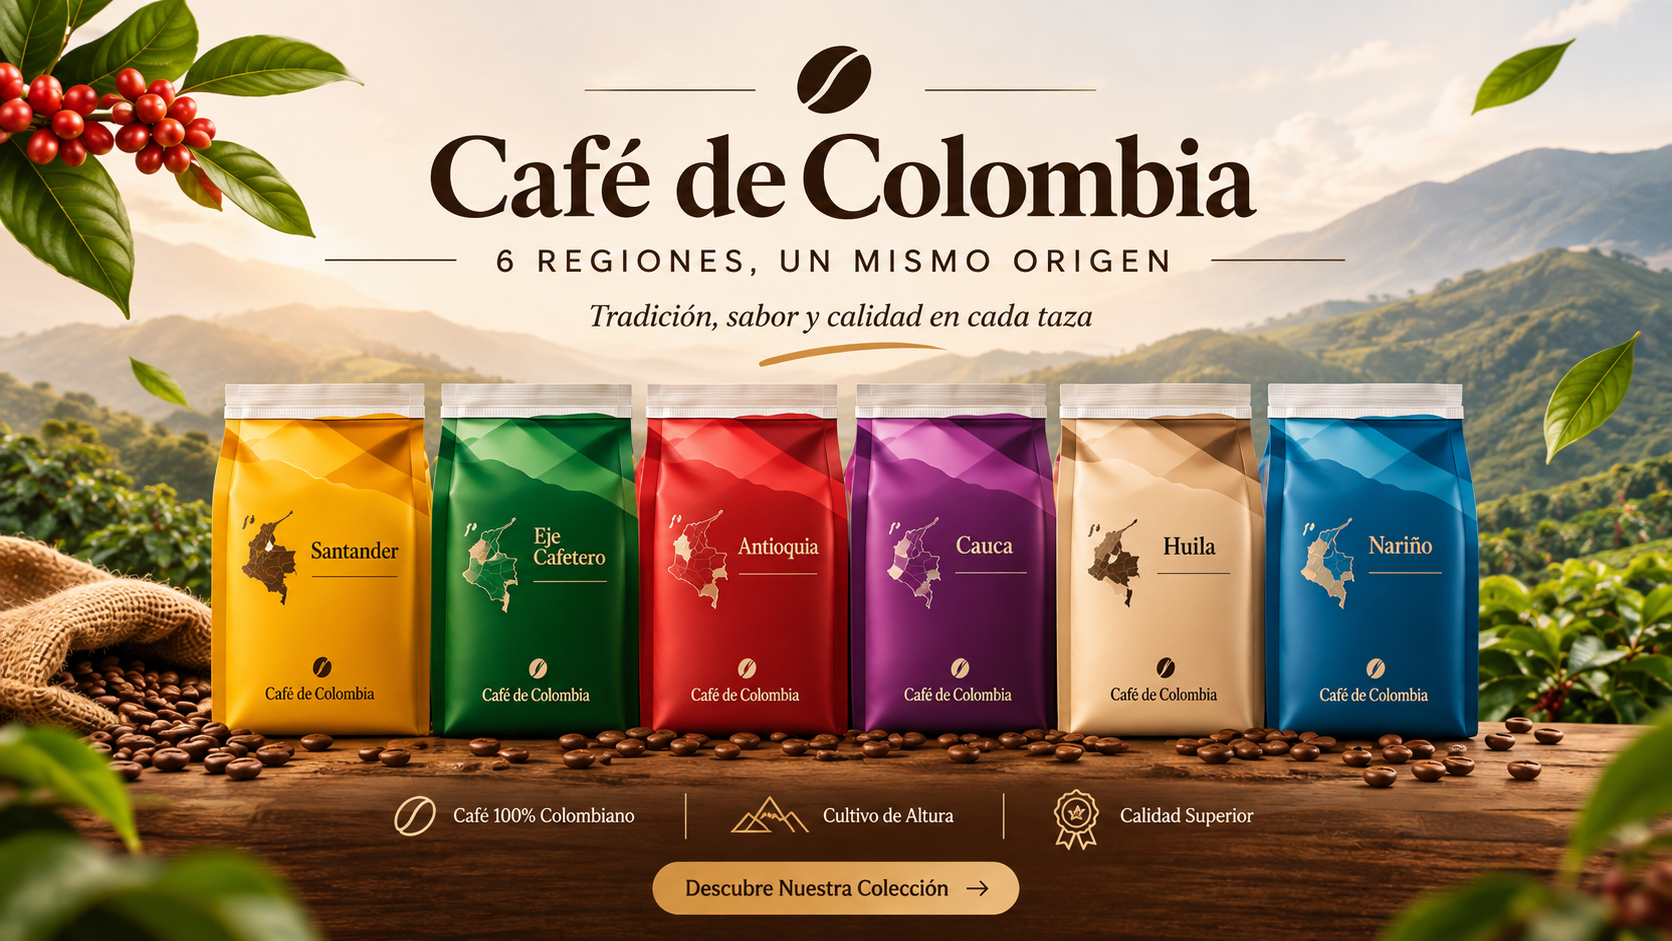 Café de Colombia
6 REGIONES, UN MISMO ORIGEN
Tradición, sabor y calidad en cada taza
Santander
Café de Colombia
Eje
Cafetero
Café de Colombia
Antioquia
Café de Colombia
Cauca
Café de Colombia
Huila
Café de Colombia
Nariño
Café de Colombia
Café 100% Colombiano
Cultivo de Altura
Calidad Superior
Descubre Nuestra Colección